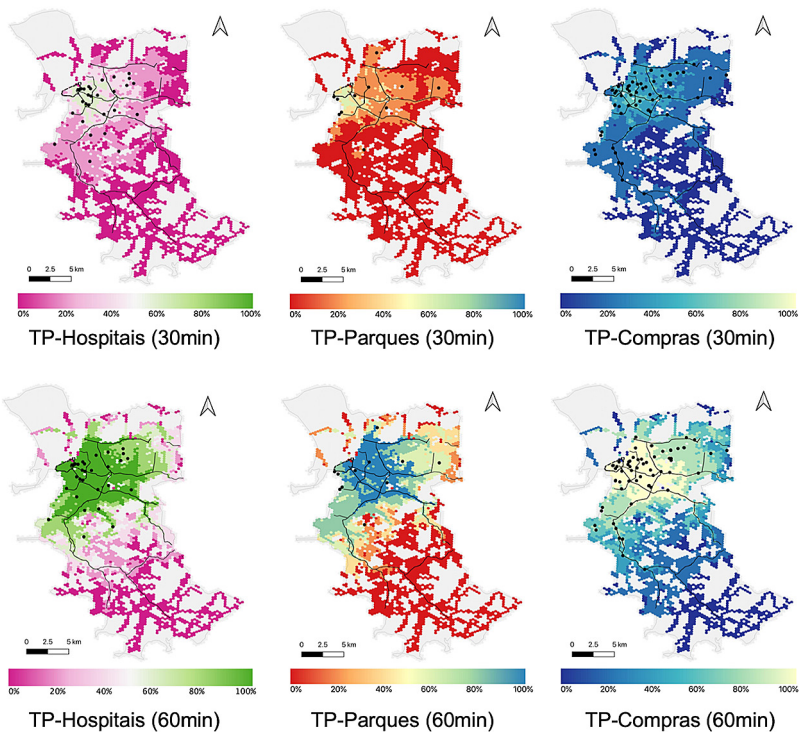 0 2.5 5 km
0 2.5 5 km
0 2.5 5 km
0% 20% 40% 60% 80% 100%
0% 20% 40% 60% 80% 100%
0% 20% 40% 60% 80% 100%
TP-Hospitais (30min)
TP-Parques (30min)
TP-Compras (30min)
0 2.5 5 km
0 2.5 5 km
0 2.5 5 km
0% 20% 40% 60% 80% 100%
0% 20% 40% 60% 80% 100%
0% 20% 40% 60% 80% 100%
TP-Hospitais (60min)
TP-Parques (60min)
TP-Compras (60min)